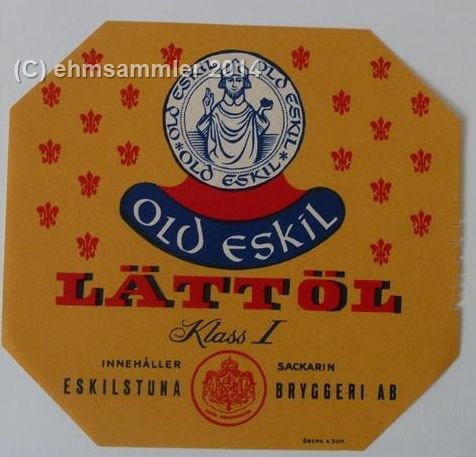 (C) ehmsammler 2014
OLD ESKIL * OLD ESKIL * OLD ESKIL *
OLD ESKIL
LÄTTÖL
Klass I
INNEHÅLLER SACKARIN
ESKILSTUNA BRYGGERI AB
ÖBERG & SON.